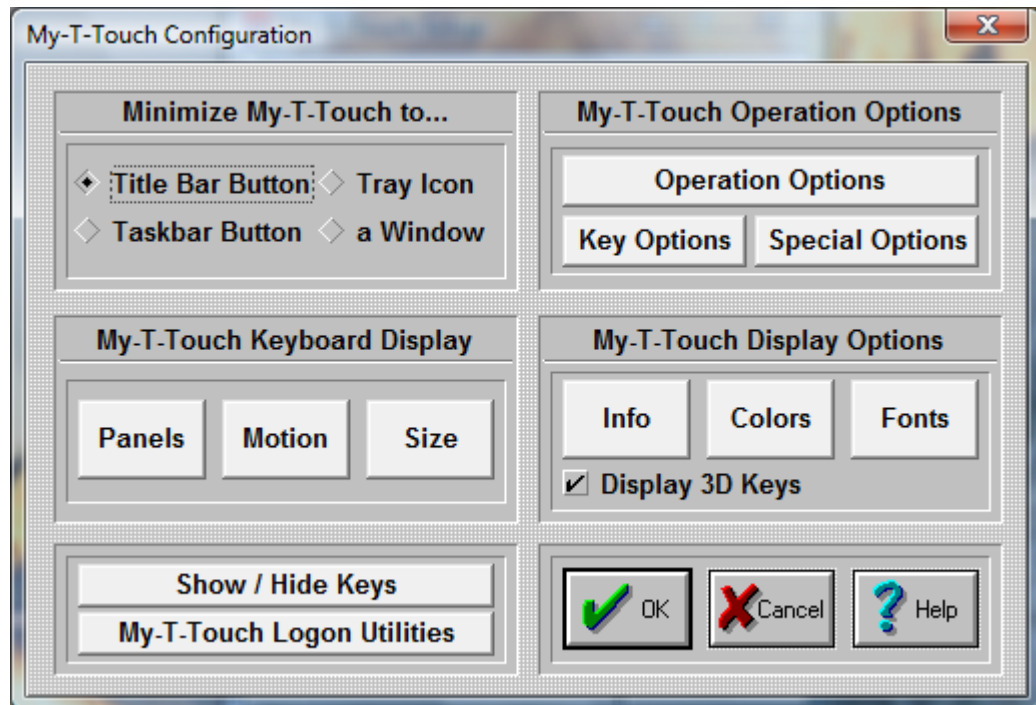 My-T-Touch Configuration
Minimize My-T-Touch to...
Title Bar Button
Tray Icon
Taskbar Button
a Window
My-T-Touch Operation Options
Operation Options
Key Options
Special Options
My-T-Touch Keyboard Display
Panels
Motion
Size
My-T-Touch Display Options
Info
Colors
Fonts
Display 3D Keys
Show / Hide Keys
My-T-Touch Logon Utilities
OK
Cancel
Help